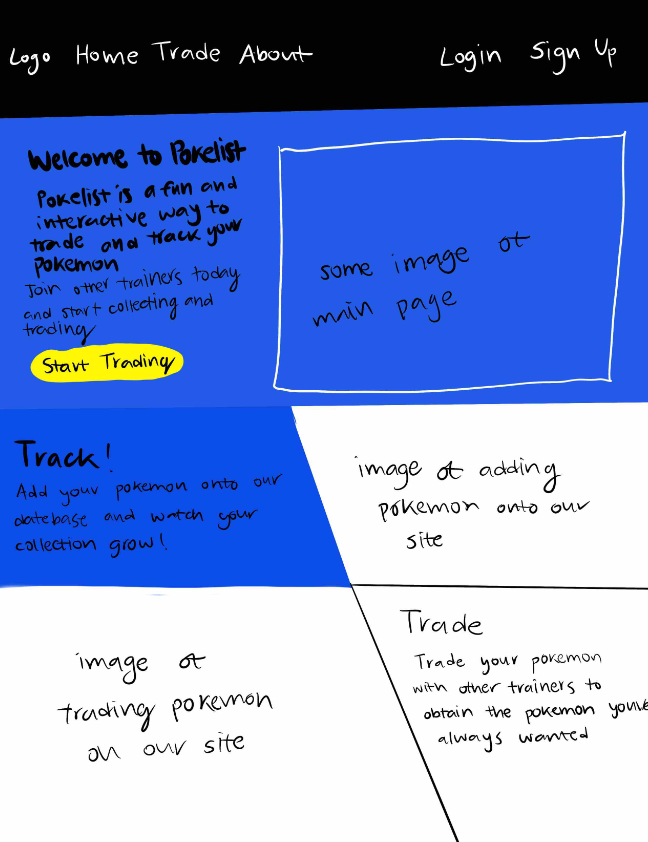 Logo Home Trade About Login Sign Up
Welcome to Pokelist
Pokelist is a fun and
interactive way to
trade and track your
Pokemon
Join other trainers today
and start collecting and
trading
Start Trading
some image of
main page
Track!
Add your pokemon onto our
datebase and watch your
collection grow!
image of adding
pokemon onto our
site
image of
trading pokemon
on our site
Trade
Trade your pokemon
with other trainers to
obtain the pokemon youve
always wanted